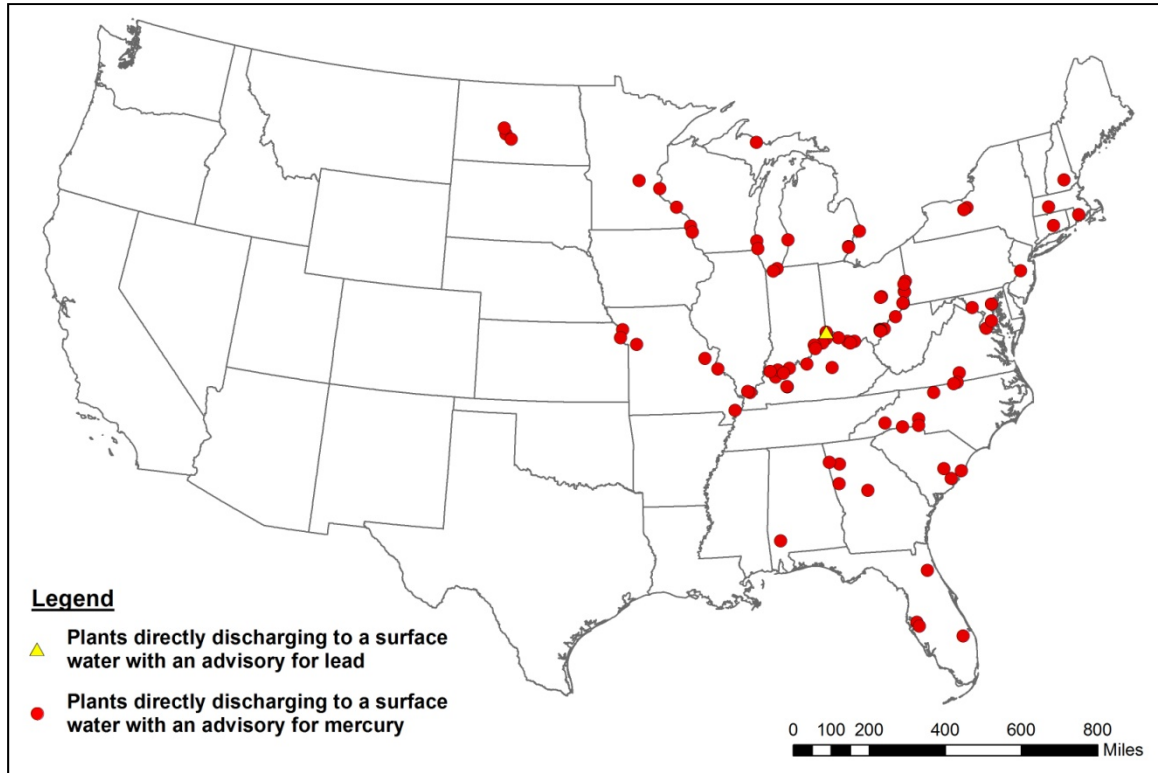 Legend
Plants directly discharging to a surface
water with an advisory for lead
Plants directly discharging to a surface
water with an advisory for mercury
0 100 200 400 600 800
Miles